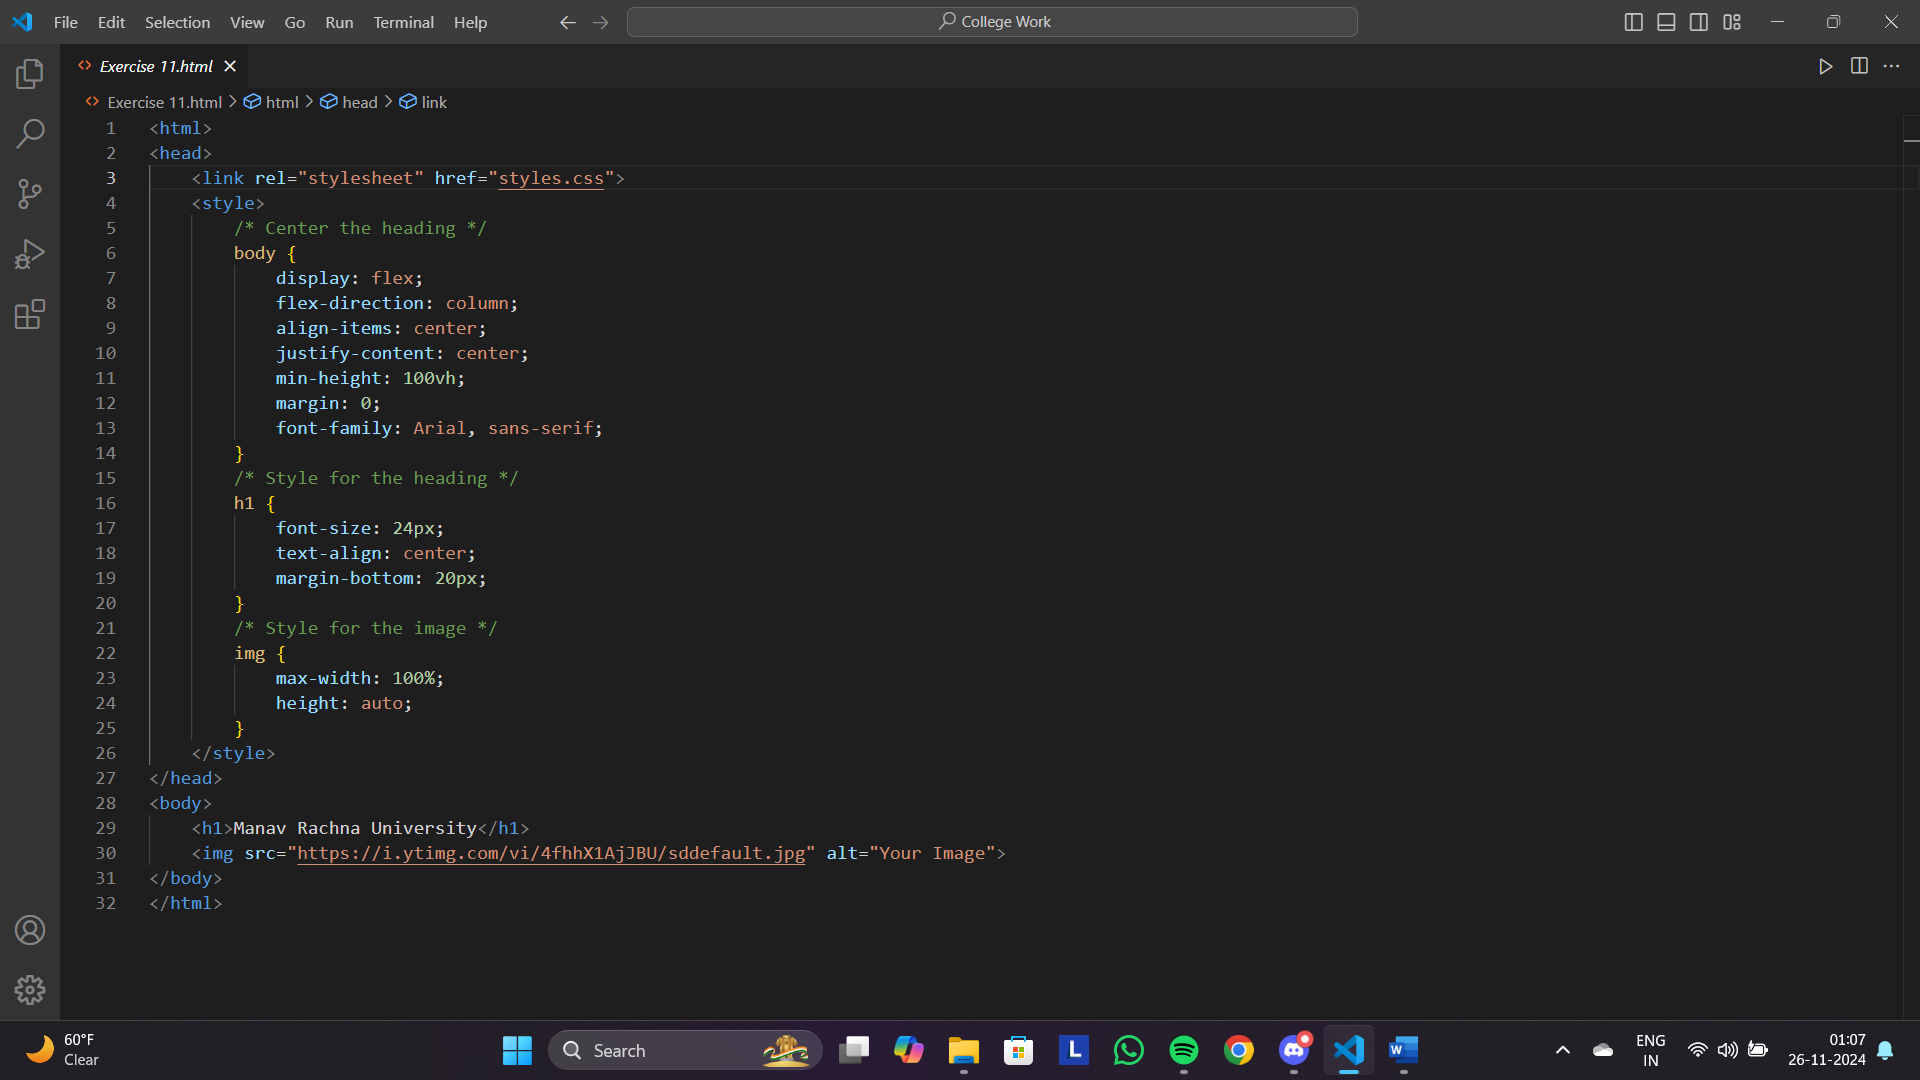 File Edit Selection View Go Run Terminal Help
College Work
Exercise 11.html
Exercise 11.html > html > head > link
1 <html>
2 <head>
3     <link rel="stylesheet" href="styles.css">
4     <style>
5         /* Center the heading */
6         body {
7             display: flex;
8             flex-direction: column;
9             align-items: center;
10             justify-content: center;
11             min-height: 100vh;
12             margin: 0;
13             font-family: Arial, sans-serif;
14         }
15         /* Style for the heading */
16         h1 {
17             font-size: 24px;
18             text-align: center;
19             margin-bottom: 20px;
20         }
21         /* Style for the image */
22         img {
23             max-width: 100%;
24             height: auto;
25         }
26     </style>
27 </head>
28 <body>
29     <h1>Manav Rachna University</h1>
30     <img src="https://i.ytimg.com/vi/4fhhX1AjJBU/sddefault.jpg" alt="Your Image">
31 </body>
32 </html>
60°F
Clear
Search
L
W
ENG
IN
01:07
26-11-2024